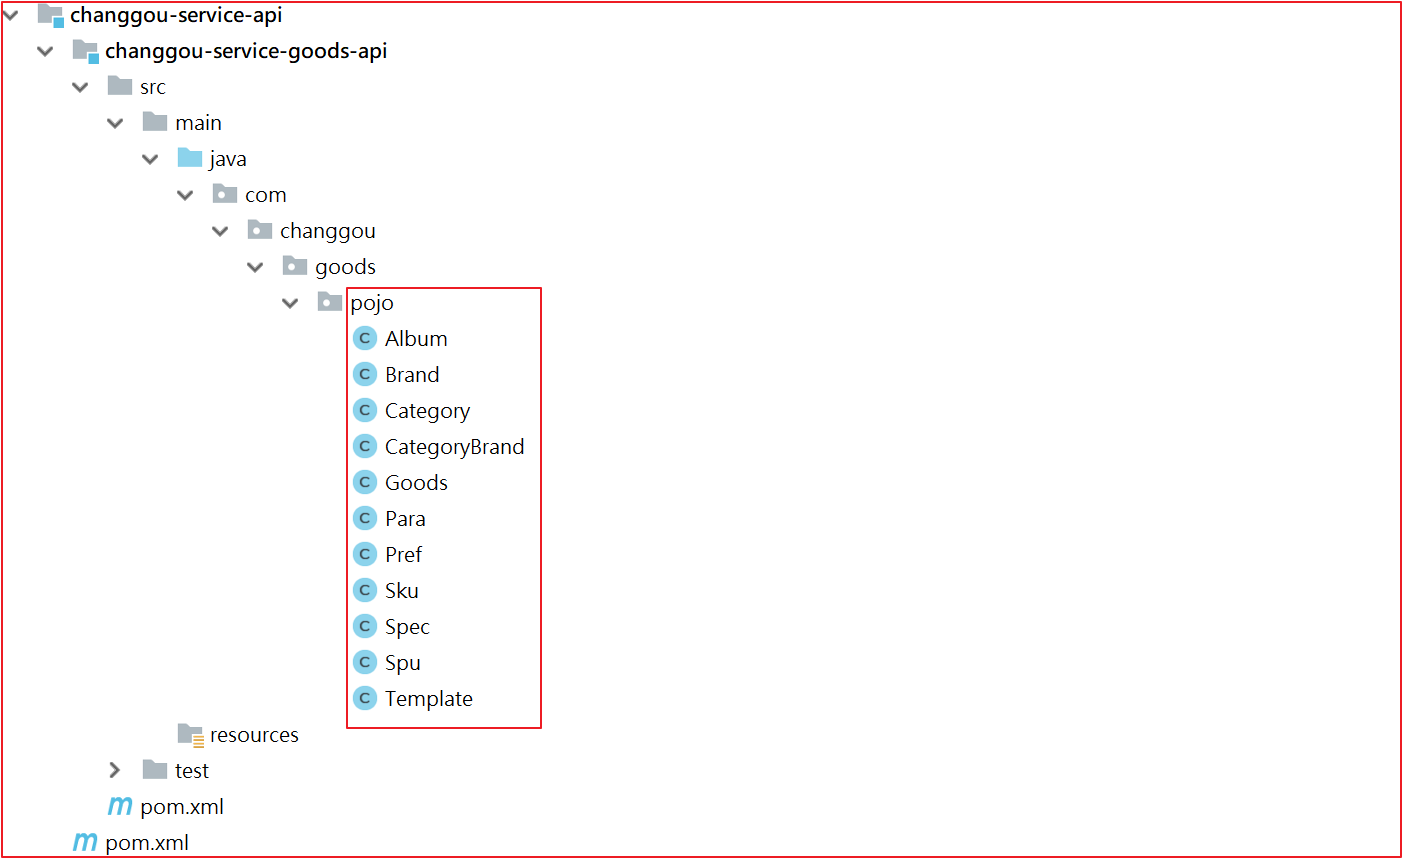 changgou-service-api
changgou-service-goods-api
src
main
java
com
changgou
goods
pojo
C Album
C Brand
C Category
C CategoryBrand
C Goods
C Para
C Pref
C Sku
C Spec
C Spu
C Template
resources
test
m pom.xml
m pom.xml